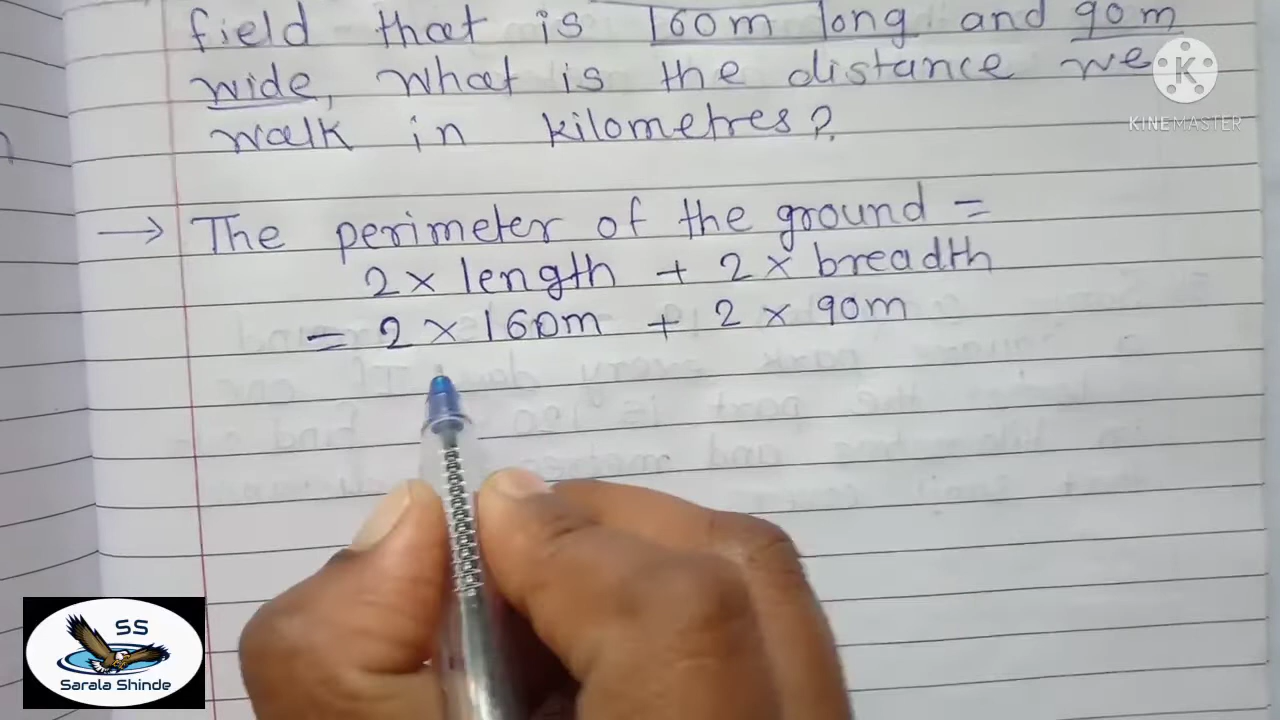 field that is 160m long and 90m
wide, what is the distance we
walk in kilometres?
→ The perimeter of the ground =
2 × length + 2 × breadth
= 2 × 160m + 2 × 90m
K
KINEMASTER
SS
Sarala Shinde